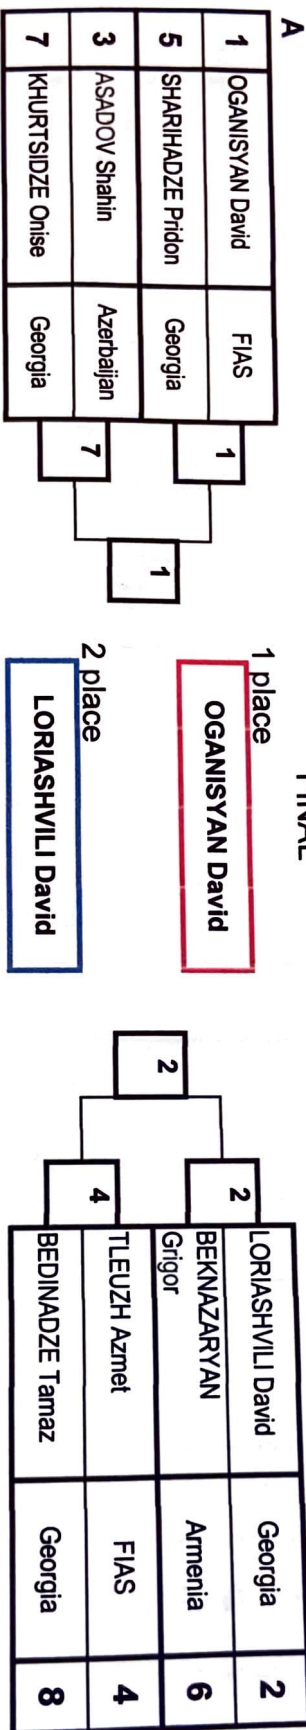 A
1 OGANISYAN David FIAS
5 SHARIHADZE Pridon Georgia
3 ASADOV Shahin Azerbaijan
7 KHURTSIDZE Onise Georgia
1
7
1
FINAL
1 place
OGANISYAN David
2 place
LORIASHVILI David
2
2
4
LORIASHVILI David Georgia 2
BEKNAZARYAN
Grigor Armenia 6
TLEUZH Azmet FIAS 4
BEDINADZE Tamaz Georgia 8